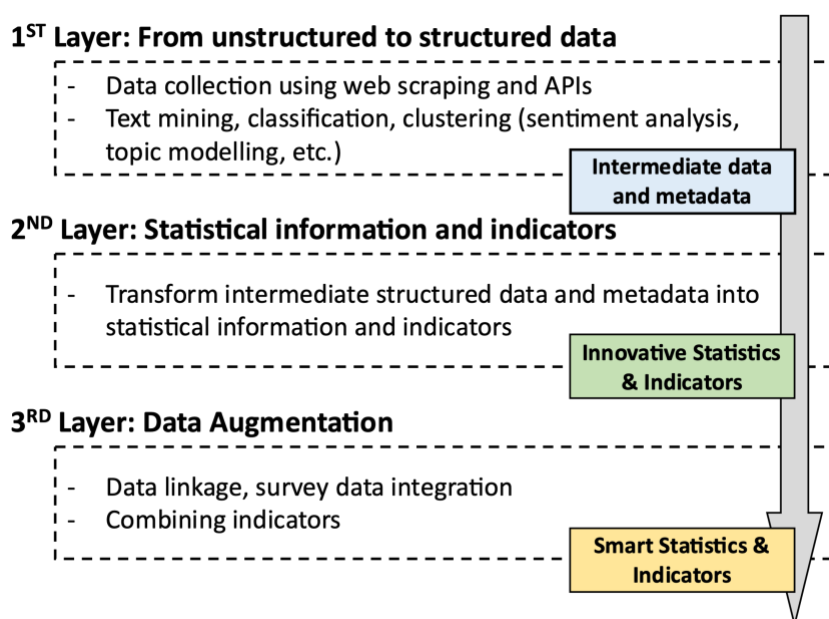 1ST Layer: From unstructured to structured data
- Data collection using web scraping and APIs
- Text mining, classification, clustering (sentiment analysis,
topic modelling, etc.)
Intermediate data
and metadata
2ND Layer: Statistical information and indicators
- Transform intermediate structured data and metadata into
statistical information and indicators
Innovative Statistics
& Indicators
3RD Layer: Data Augmentation
- Data linkage, survey data integration
- Combining indicators
Smart Statistics &
Indicators